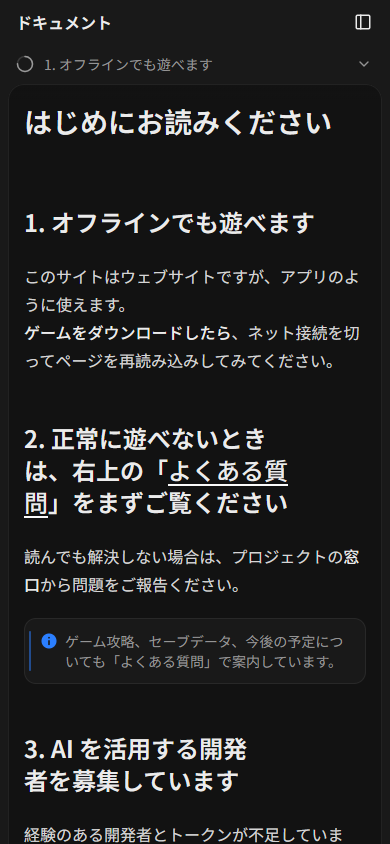 ドキュメント
1. オフラインでも遊べます
はじめにお読みください
1. オフラインでも遊べます
このサイトはウェブサイトですが、アプリのよ
うに使えます。
ゲームをダウンロードしたら、ネット接続を切
ってページを再読み込みしてみてください。
2. 正常に遊べないとき
は、右上の「よくある質
問」をまずご覧ください
読んでも解決しない場合は、プロジェクトの窓
口から問題をご報告ください。
ゲーム攻略、セーブデータ、今後の予定につ
いても「よくある質問」で案内しています。
3. AI を活用する開発
者を募集しています
経験のある開発者とトークンが不足していま